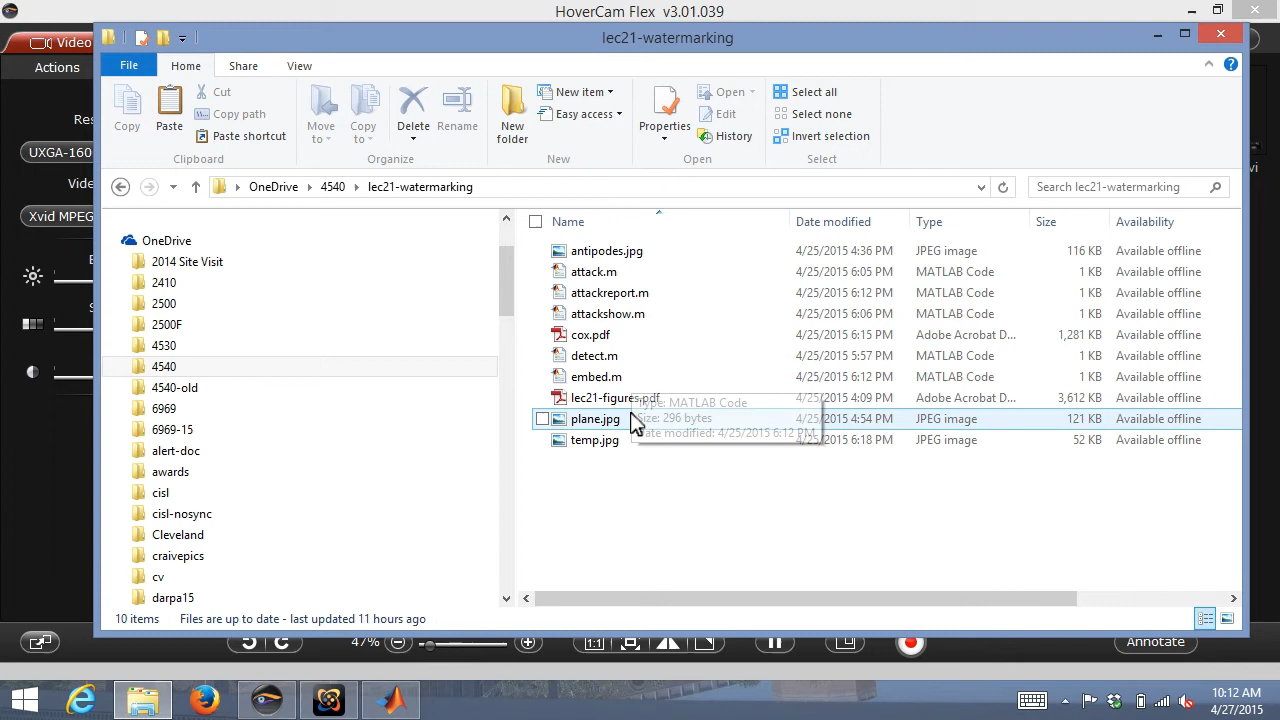 HoverCam Flex v3.01.039
Video
Actions
UXGA-160
Xvid MPEG
lec21-watermarking
File
Home
Share
View
Copy
Paste
Cut
Copy path
Paste shortcut
Clipboard
Move to
Copy to
Delete
Rename
Organize
New folder
New item
Easy access
New
Properties
Open
Edit
History
Open
Select all
Select none
Invert selection
Select
OneDrive
4540
lec21-watermarking
Search lec21-watermarking
OneDrive
2014 Site Visit
2410
2500
2500F
4530
4540
4540-old
6969
6969-15
alert-doc
awards
cisl
cisl-nosync
Cleveland
craivepics
cv
darpa15
Name Date modified Type Size Availability
antipodes.jpg 4/25/2015 4:36 PM JPEG image 116 KB Available offline
attack.m 4/25/2015 6:05 PM MATLAB Code 1 KB Available offline
attackreport.m 4/25/2015 6:12 PM MATLAB Code 1 KB Available offline
attackshow.m 4/25/2015 6:06 PM MATLAB Code 1 KB Available offline
cox.pdf 4/25/2015 6:15 PM Adobe Acrobat D... 1,281 KB Available offline
detect.m 4/25/2015 5:57 PM MATLAB Code 1 KB Available offline
embed.m 4/25/2015 6:12 PM MATLAB Code 1 KB Available offline
lec21-figures.pdf 4/25/2015 4:09 PM Adobe Acrobat D... 3,612 KB Available offline
Type: MATLAB Code
plane.jpg 4/25/2015 4:54 PM JPEG image 121 KB Available offline
Size: 296 bytes
Date modified: 4/25/2015 6:12 PM
temp.jpg 4/25/2015 6:18 PM JPEG image 52 KB Available offline
10 items Files are up to date - last updated 11 hours ago
47%
1:1
Annotate
10:12 AM
4/27/2015